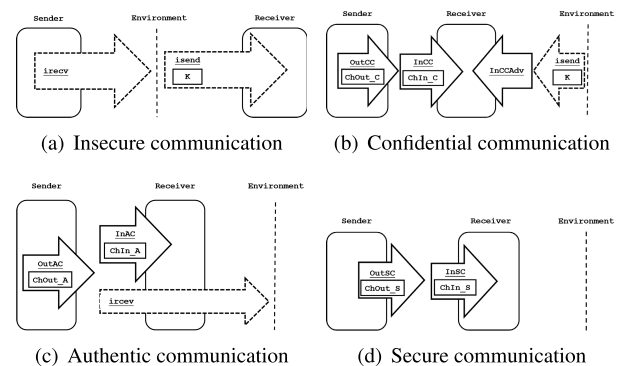 Sender Environment Receiver
irecv
isend
K
(a) Insecure communication
Sender Receiver Environment
OutCC InCC isend
ChOut_C ChIn_C InCCAdv K
(b) Confidential communication
Sender Receiver Environment
InAC
ChIn_A
OutAC
ChOut_A
ircev
(c) Authentic communication
Sender Receiver Environment
OutSC InSC
ChOut_S ChIn_S
(d) Secure communication